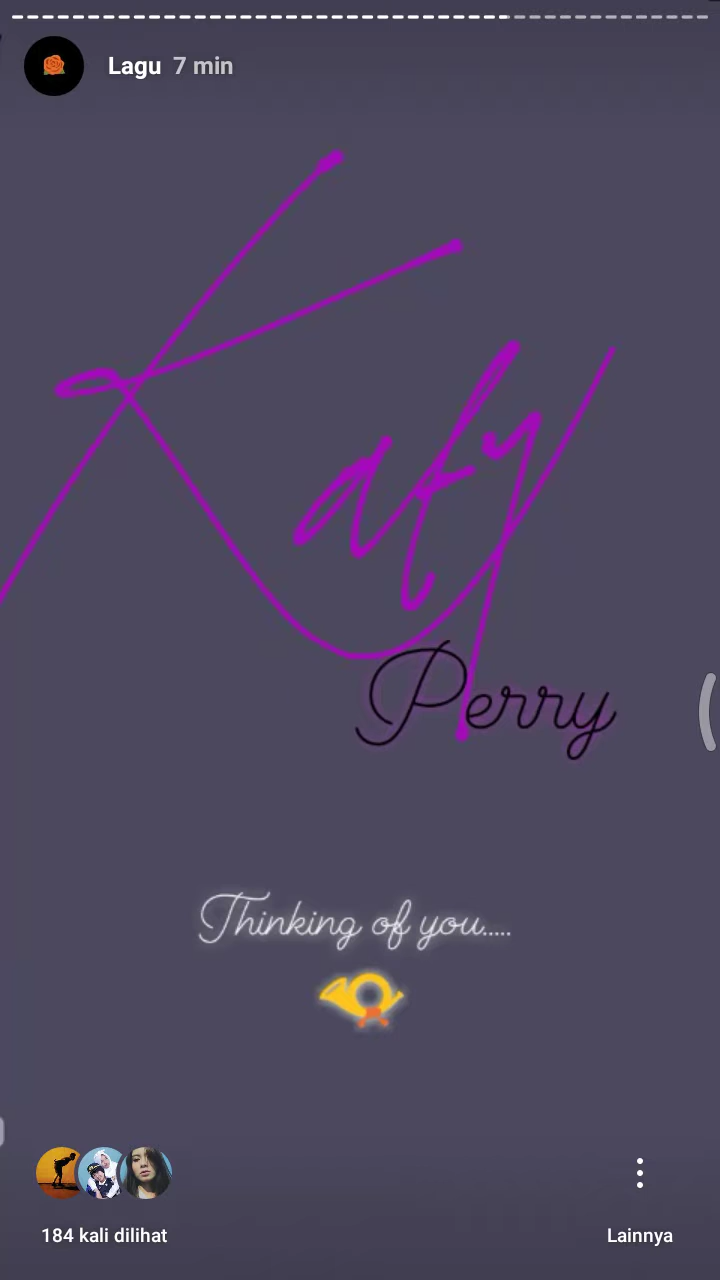 Lagu 7 min
Katy
Perry
Thinking of you.....
184 kali dilihat
Lainnya